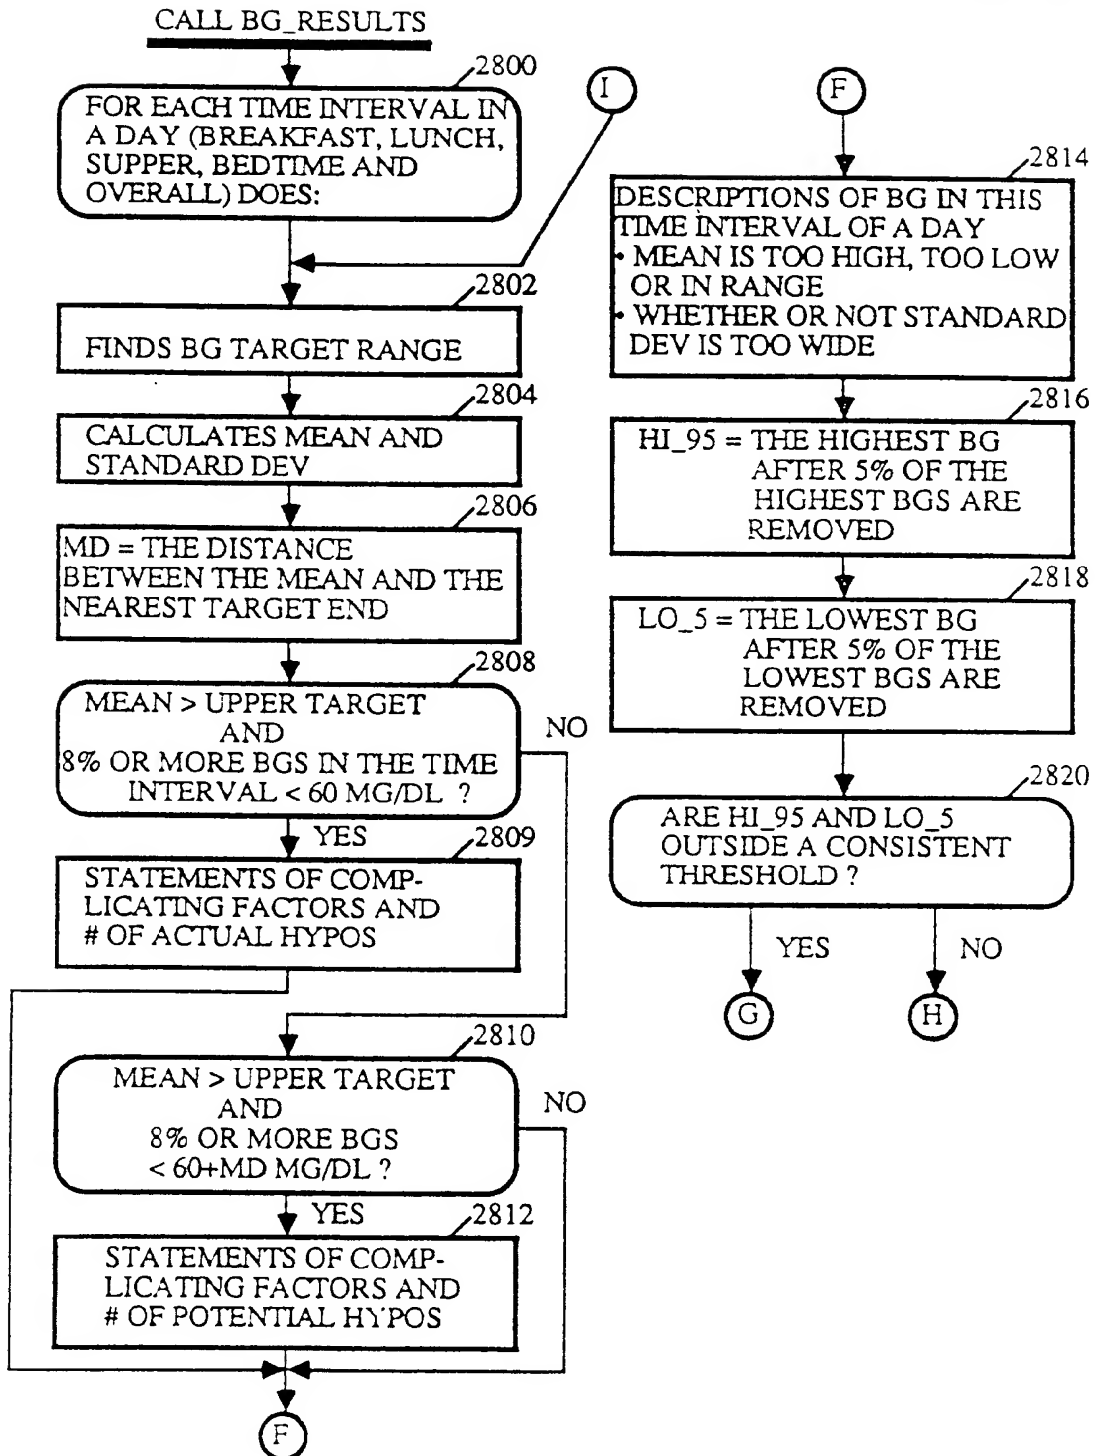 CALL BG_RESULTS
2800
FOR EACH TIME INTERVAL IN
A DAY (BREAKFAST, LUNCH,
SUPPER, BEDTIME AND
OVERALL) DOES:
I
2802
FINDS BG TARGET RANGE
2804
CALCULATES MEAN AND
STANDARD DEV
2806
MD = THE DISTANCE
BETWEEN THE MEAN AND THE
NEAREST TARGET END
2808
MEAN > UPPER TARGET
AND
8% OR MORE BGS IN THE TIME
INTERVAL < 60 MG/DL ?
NO
YES
2809
STATEMENTS OF COMP-
LICATING FACTORS AND
# OF ACTUAL HYPOS
2810
MEAN > UPPER TARGET
AND
8% OR MORE BGS
< 60+MD MG/DL ?
NO
YES
2812
STATEMENTS OF COMP-
LICATING FACTORS AND
# OF POTENTIAL HYPOS
F
F
2814
DESCRIPTIONS OF BG IN THIS
TIME INTERVAL OF A DAY
• MEAN IS TOO HIGH, TOO LOW
OR IN RANGE
• WHETHER OR NOT STANDARD
DEV IS TOO WIDE
2816
HI_95 = THE HIGHEST BG
AFTER 5% OF THE
HIGHEST BGS ARE
REMOVED
2818
LO_5 = THE LOWEST BG
AFTER 5% OF THE
LOWEST BGS ARE
REMOVED
2820
ARE HI_95 AND LO_5
OUTSIDE A CONSISTENT
THRESHOLD ?
YES
NO
G
H